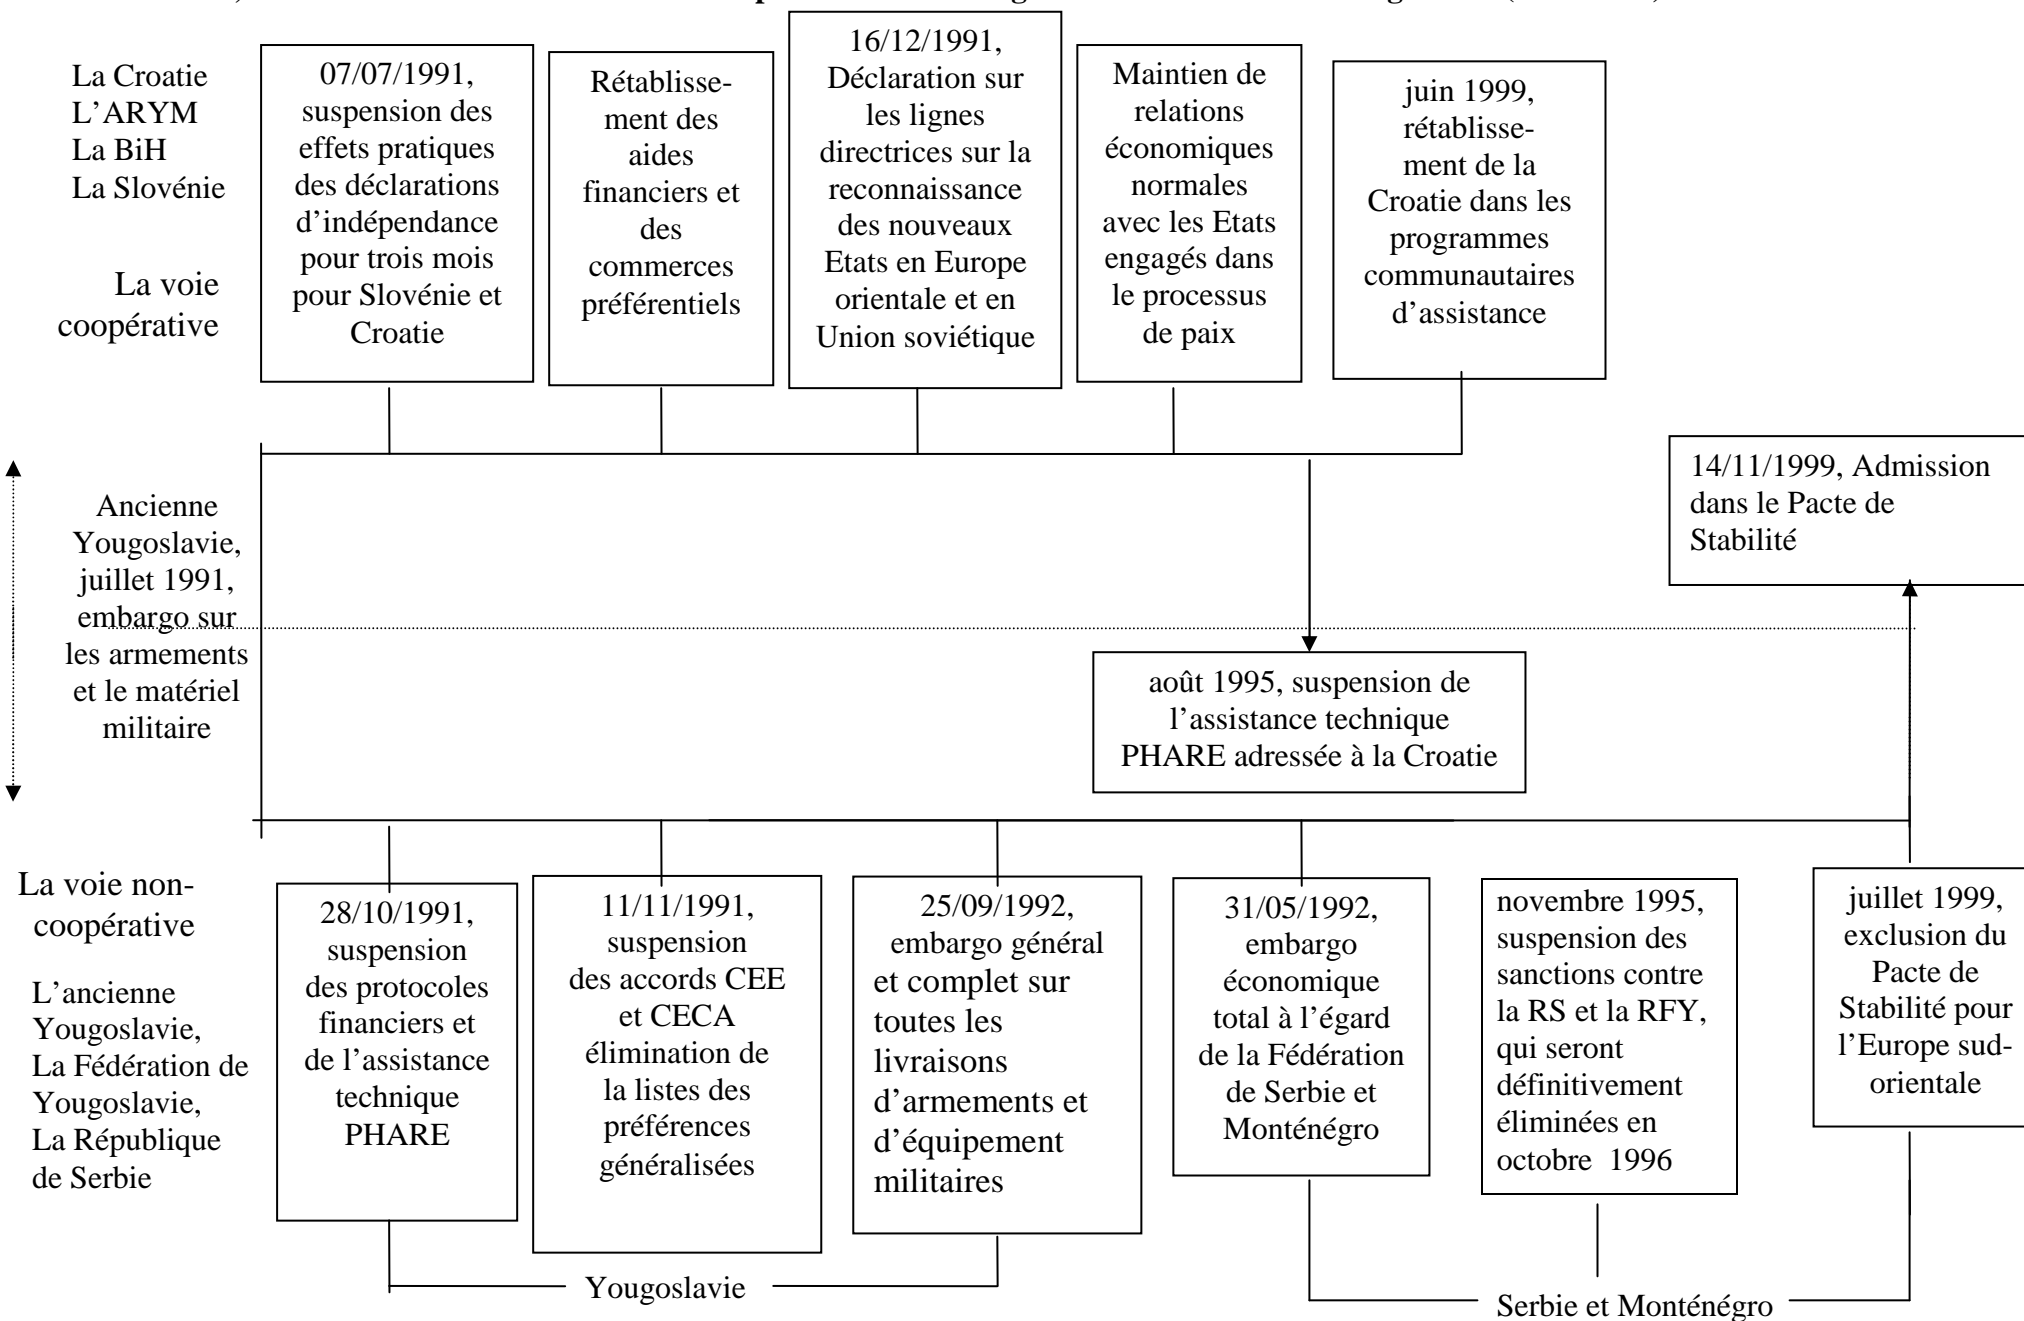 La Croatie
L’ARYM
La BiH
La Slovénie
La voie
coopérative
07/07/1991,
suspension des
effets pratiques
des déclarations
d’indépendance
pour trois mois
pour Slovénie et
Croatie
Rétablisse-
ment des
aides
financiers et
des
commerces
préférentiels
16/12/1991,
Déclaration sur
les lignes
directrices sur la
reconnaissance
des nouveaux
Etats en Europe
orientale et en
Union soviétique
Maintien de
relations
économiques
normales
avec les Etats
engagés dans
le processus
de paix
juin 1999,
rétablisse-
ment de la
Croatie dans les
programmes
communautaires
d’assistance
14/11/1999, Admission
dans le Pacte de
Stabilité
Ancienne
Yougoslavie,
juillet 1991,
embargo sur
les armements
et le matériel
militaire
août 1995, suspension de
l’assistance technique
PHARE adressée à la Croatie
La voie non-
coopérative
L’ancienne
Yougoslavie,
La Fédération de
Yougoslavie,
La République
de Serbie
28/10/1991,
suspension
des protocoles
financiers et
de l’assistance
technique
PHARE
11/11/1991,
suspension
des accords CEE
et CECA
élimination de
la listes des
préférences
généralisées
25/09/1992,
embargo général
et complet sur
toutes les
livraisons
d’armements et
d’équipement
militaires
31/05/1992,
embargo
économique
total à l’égard
de la Fédération
de Serbie et
Monténégro
novembre 1995,
suspension des
sanctions contre
la RS et la RFY,
qui seront
définitivement
éliminées en
octobre 1996
juillet 1999,
exclusion du
Pacte de
Stabilité pour
l’Europe sud-
orientale
Yougoslavie
Serbie et Monténégro